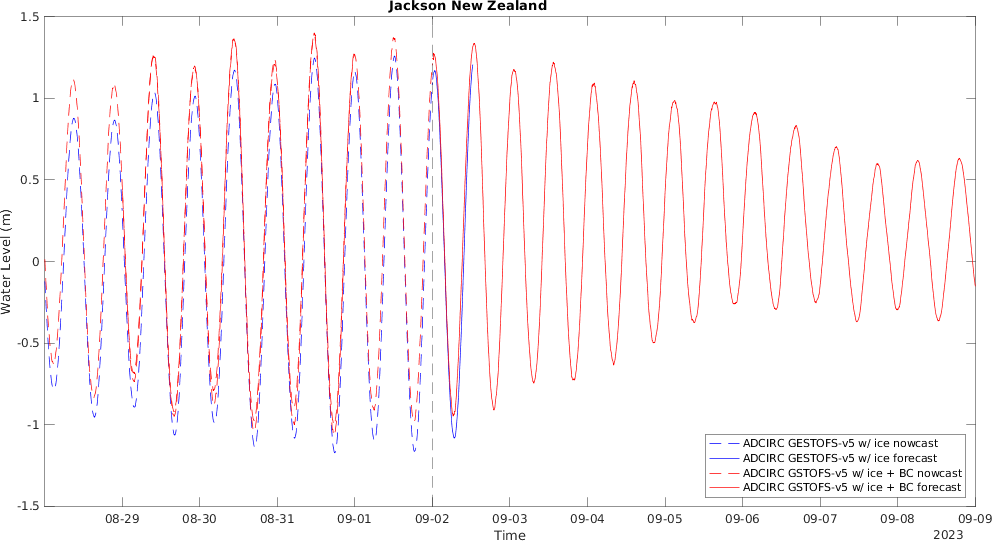 Jackson New Zealand
1.5
1
0.5
0
-0.5
-1
-1.5
Water Level (m)
ADCIRC GESTOFS-v5 w/ ice nowcast
ADCIRC GESTOFS-v5 w/ ice forecast
ADCIRC GSTOFS-v5 w/ ice + BC nowcast
ADCIRC GSTOFS-v5 w/ ice + BC forecast
08-29 08-30 08-31 09-01 09-02 09-03 09-04 09-05 09-06 09-07 09-08 09-09
Time
2023